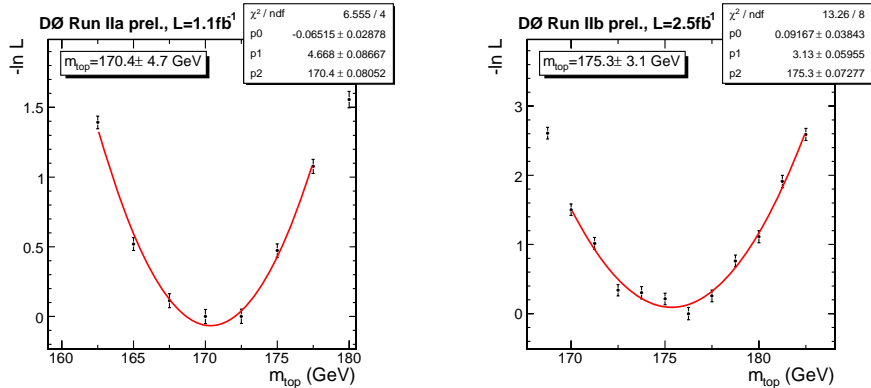 DØ Run IIa prel., L=1.1fb⁻¹
χ² / ndf 6.555 / 4
p0 -0.06515 ± 0.02878
p1 4.668 ± 0.08667
p2 170.4 ± 0.08052
m_top=170.4± 4.7 GeV
-ln L
1.5
1
0.5
0
160 165 170 175 180
m_top (GeV)
DØ Run IIb prel., L=2.5fb⁻¹
χ² / ndf 13.26 / 8
p0 0.09167 ± 0.03843
p1 3.13 ± 0.05955
p2 175.3 ± 0.07277
m_top=175.3± 3.1 GeV
-ln L
3
2
1
0
170 175 180
m_top (GeV)